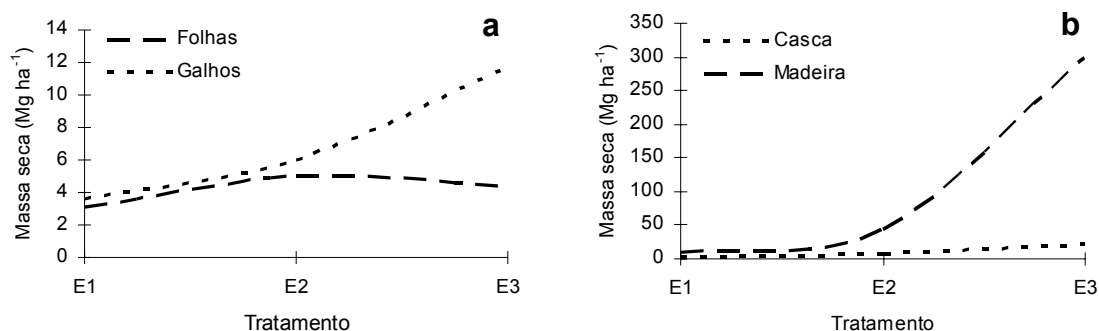 a
Folhas
Galhos
Massa seca (Mg ha⁻¹)
14
12
10
8
6
4
2
0
E1 E2 E3
Tratamento
b
Casca
Madeira
Massa seca (Mg ha⁻¹)
350
300
250
200
150
100
50
0
E1 E2 E3
Tratamento